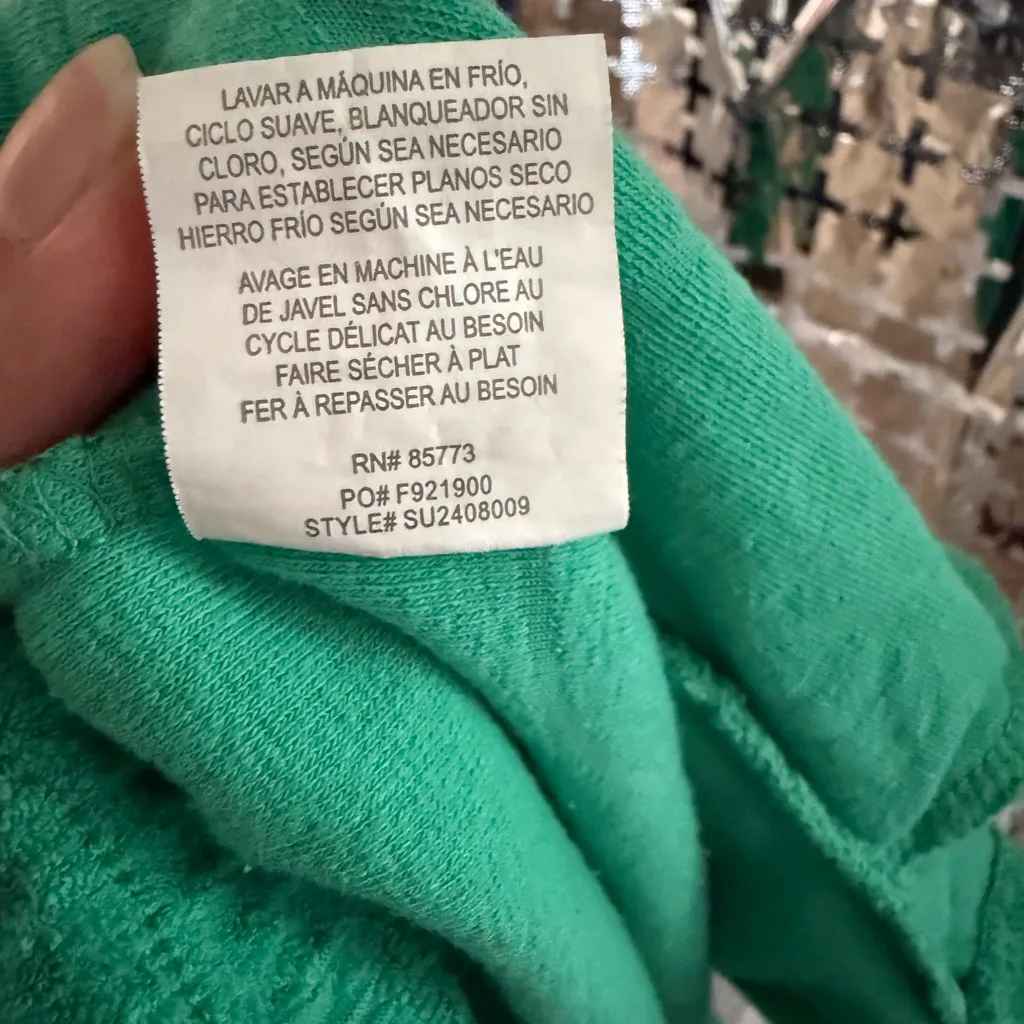 LAVAR A MÁQUINA EN FRÍO,
CICLO SUAVE, BLANQUEADOR SIN
CLORO, SEGÚN SEA NECESARIO
PARA ESTABLECER PLANOS SECO
HIERRO FRÍO SEGÚN SEA NECESARIO
AVAGE EN MACHINE À L'EAU
DE JAVEL SANS CHLORE AU
CYCLE DÉLICAT AU BESOIN
FAIRE SÉCHER À PLAT
FER À REPASSER AU BESOIN
RN# 85773
PO# F921900
STYLE# SU2408009